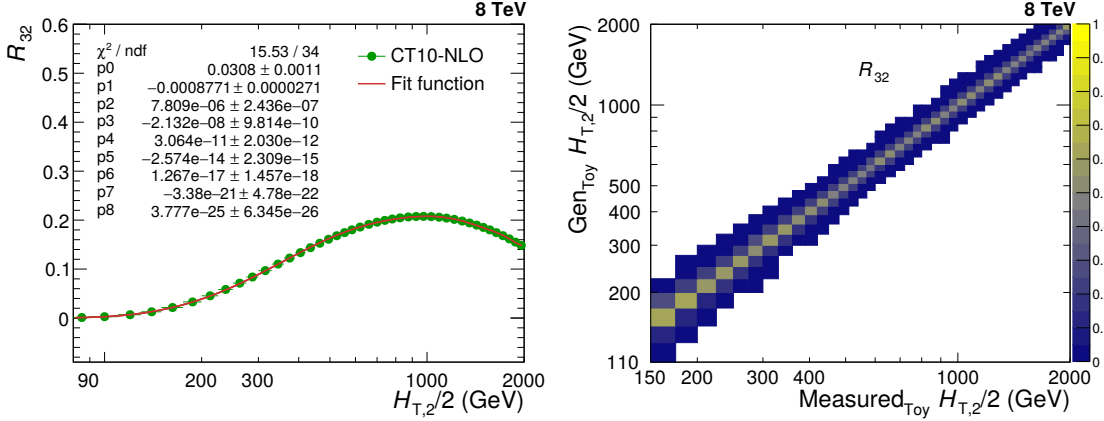 8 TeV
R32
0.6
0.5
0.4
0.3
0.2
0.1
0
χ² / ndf 15.53 / 34
p0 0.0308 ± 0.0011
p1 −0.0008771 ± 0.0000271
p2 7.809e−06 ± 2.436e−07
p3 −2.132e−08 ± 9.814e−10
p4 3.064e−11 ± 2.030e−12
p5 −2.574e−14 ± 2.309e−15
p6 1.267e−17 ± 1.457e−18
p7 −3.38e−21 ± 4.78e−22
p8 3.777e−25 ± 6.345e−26
CT10-NLO
Fit function
90 200 300 1000 2000
HT,2/2 (GeV)
8 TeV
GenToy HT,2/2 (GeV)
2000
1000
500
400
300
200
110
R32
150 200 300 400 1000 2000
MeasuredToy HT,2/2 (GeV)
1
0